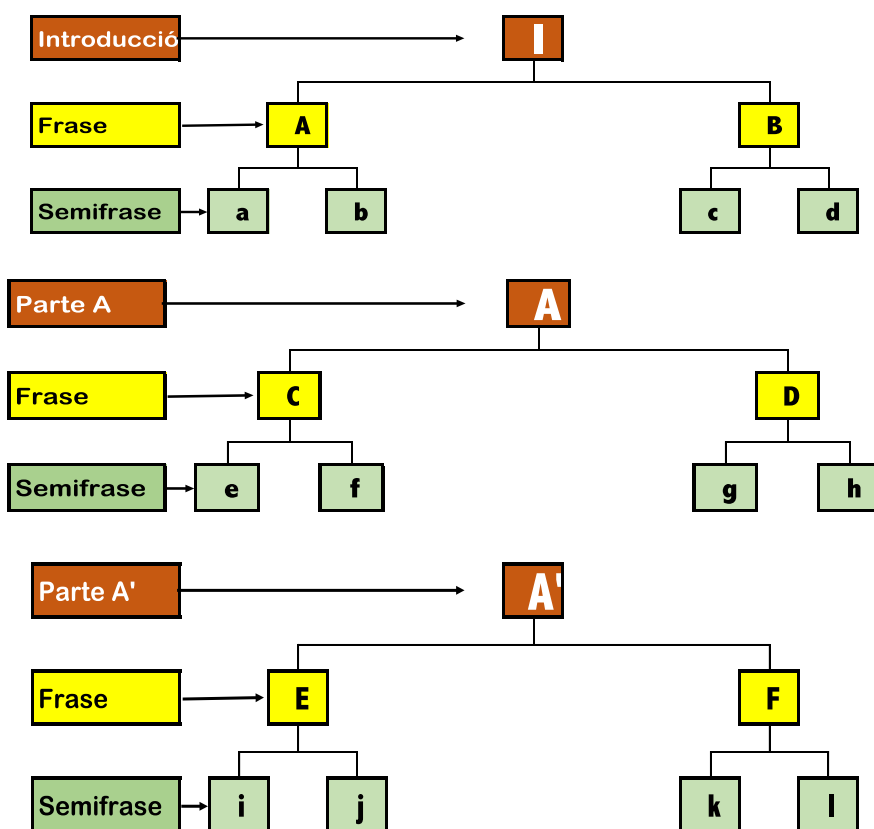 Introducció I
Frase A B
Semifrase a b c d
Parte A A
Frase C D
Semifrase e f g h
Parte A' A'
Frase E F
Semifrase i j k l